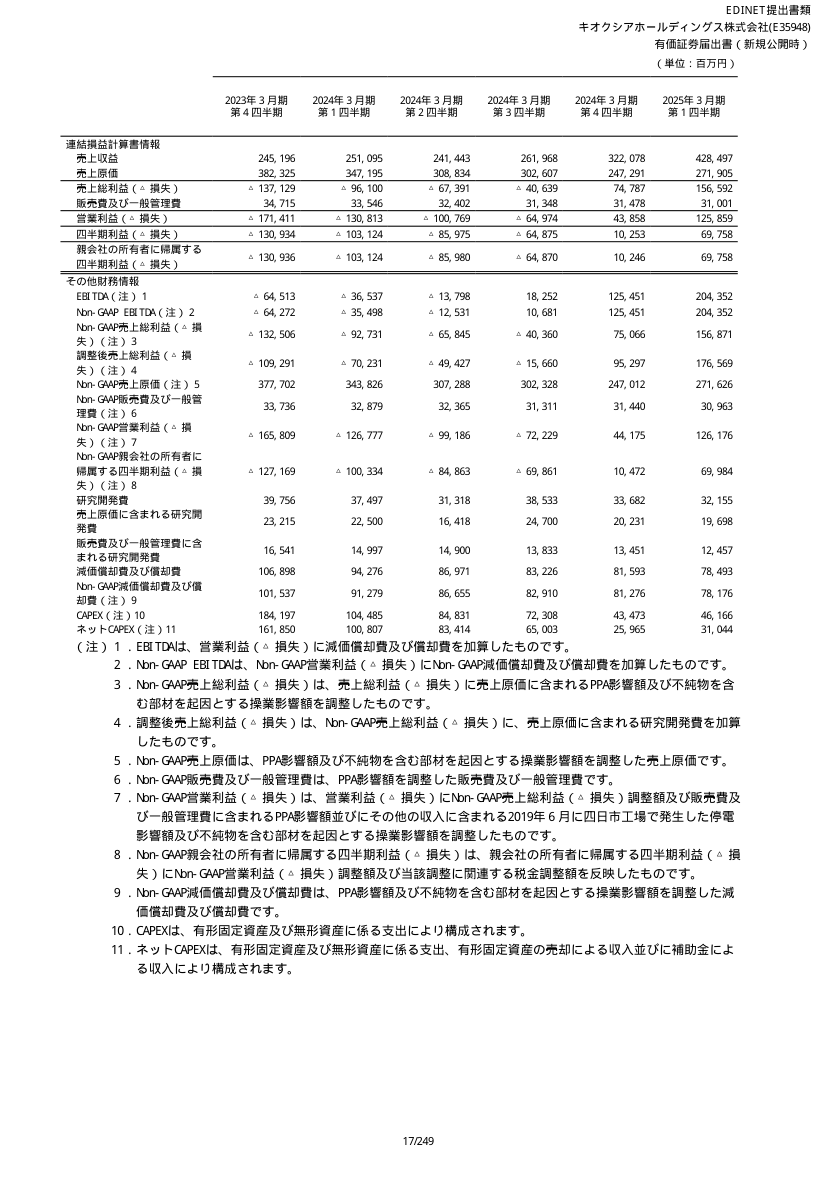 EDINET提出書類
キオクシアホールディングス株式会社(E35948)
有価証券届出書(新規公開時)
(単位:百万円)
2023年3月期 2024年3月期 2024年3月期 2024年3月期 2024年3月期 2025年3月期
第4四半期 第1四半期 第2四半期 第3四半期 第4四半期 第1四半期
連結損益計算書情報
売上収益 245,196 251,095 241,443 261,968 322,078 428,497
売上原価 382,325 347,195 308,834 302,607 247,291 271,905
売上総利益(△損失) △137,129 △96,100 △67,391 △40,639 74,787 156,592
販売費及び一般管理費 34,715 33,546 32,402 31,348 31,478 31,001
営業利益(△損失) △171,411 △130,813 △100,769 △64,974 43,858 125,859
四半期利益(△損失) △130,934 △103,124 △85,975 △64,875 10,253 69,758
親会社の所有者に帰属する
四半期利益(△損失) △130,936 △103,124 △85,980 △64,870 10,246 69,758
その他財務情報
EBITDA(注)1 △64,513 △36,537 △13,798 18,252 125,451 204,352
Non-GAAP EBITDA(注)2 △64,272 △35,498 △12,531 10,681 125,451 204,352
Non-GAAP売上総利益(△損
失)(注)3 △132,506 △92,731 △65,845 △40,360 75,066 156,871
調整後売上総利益(△損
失)(注)4 △109,291 △70,231 △49,427 △15,660 95,297 176,569
Non-GAAP売上原価(注)5 377,702 343,826 307,288 302,328 247,012 271,626
Non-GAAP販売費及び一般管
理費(注)6 33,736 32,879 32,365 31,311 31,440 30,963
Non-GAAP営業利益(△損
失)(注)7 △165,809 △126,777 △99,186 △72,229 44,175 126,176
Non-GAAP親会社の所有者に
帰属する四半期利益(△損 △127,169 △100,334 △84,863 △69,861 10,472 69,984
失)(注)8
研究開発費 39,756 37,497 31,318 38,533 33,682 32,155
売上原価に含まれる研究開
発費 23,215 22,500 16,418 24,700 20,231 19,698
販売費及び一般管理費に含
まれる研究開発費 16,541 14,997 14,900 13,833 13,451 12,457
減価償却費及び償却費 106,898 94,276 86,971 83,226 81,593 78,493
Non-GAAP減価償却費及び償
却費(注)9 101,537 91,279 86,655 82,910 81,276 78,176
CAPEX(注)10 184,197 104,485 84,831 72,308 43,473 46,166
ネットCAPEX(注)11 161,850 100,807 83,414 65,003 25,965 31,044
(注)1.EBITDAは、営業利益(△損失)に減価償却費及び償却費を加算したものです。
2.Non-GAAP EBITDAは、Non-GAAP営業利益(△損失)にNon-GAAP減価償却費及び償却費を加算したものです。
3.Non-GAAP売上総利益(△損失)は、売上総利益(△損失)に売上原価に含まれるPPA影響額及び不純物を含
む部材を起因とする操業影響額を調整したものです。
4.調整後売上総利益(△損失)は、Non-GAAP売上総利益(△損失)に、売上原価に含まれる研究開発費を加算
したものです。
5.Non-GAAP売上原価は、PPA影響額及び不純物を含む部材を起因とする操業影響額を調整した売上原価です。
6.Non-GAAP販売費及び一般管理費は、PPA影響額を調整した販売費及び一般管理費です。
7.Non-GAAP営業利益(△損失)は、営業利益(△損失)にNon-GAAP売上総利益(△損失)調整額及び販売費及
び一般管理費に含まれるPPA影響額並びにその他の収入に含まれる2019年6月に四日市工場で発生した停電
影響額及び不純物を含む部材を起因とする操業影響額を調整したものです。
8.Non-GAAP親会社の所有者に帰属する四半期利益(△損失)は、親会社の所有者に帰属する四半期利益(△損
失)にNon-GAAP営業利益(△損失)調整額及び当該調整に関連する税金調整額を反映したものです。
9.Non-GAAP減価償却費及び償却費は、PPA影響額及び不純物を含む部材を起因とする操業影響額を調整した減
価償却費及び償却費です。
10.CAPEXは、有形固定資産及び無形資産に係る支出により構成されます。
11.ネットCAPEXは、有形固定資産及び無形資産に係る支出、有形固定資産の売却による収入並びに補助金によ
る収入により構成されます。
17/249